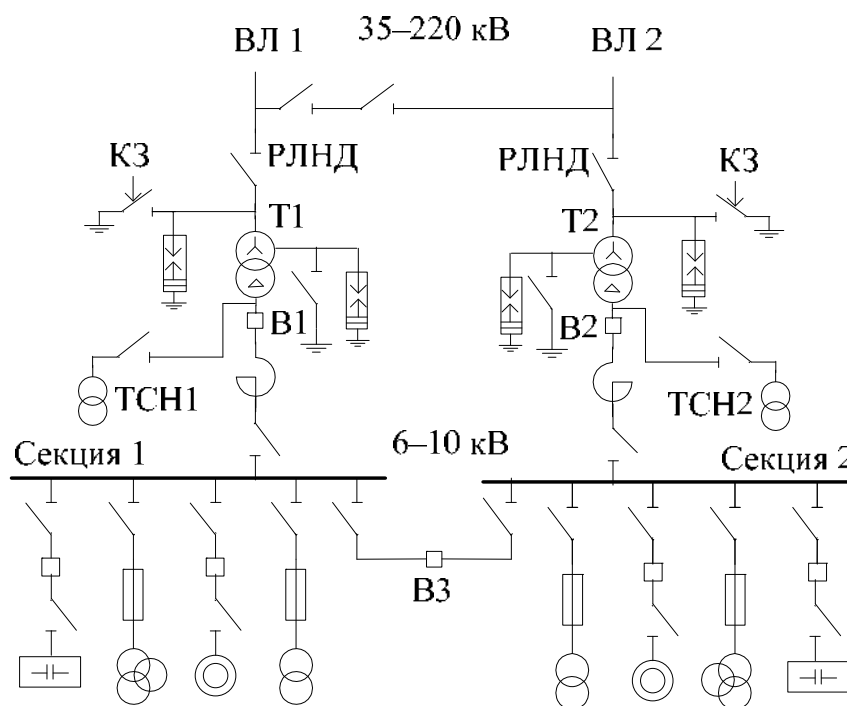 ВЛ 1 35–220 кВ ВЛ 2
РЛНД РЛНД
КЗ КЗ
Т1 Т2
В1 В2
ТСН1 ТСН2
Секция 1 6–10 кВ Секция 2
В3